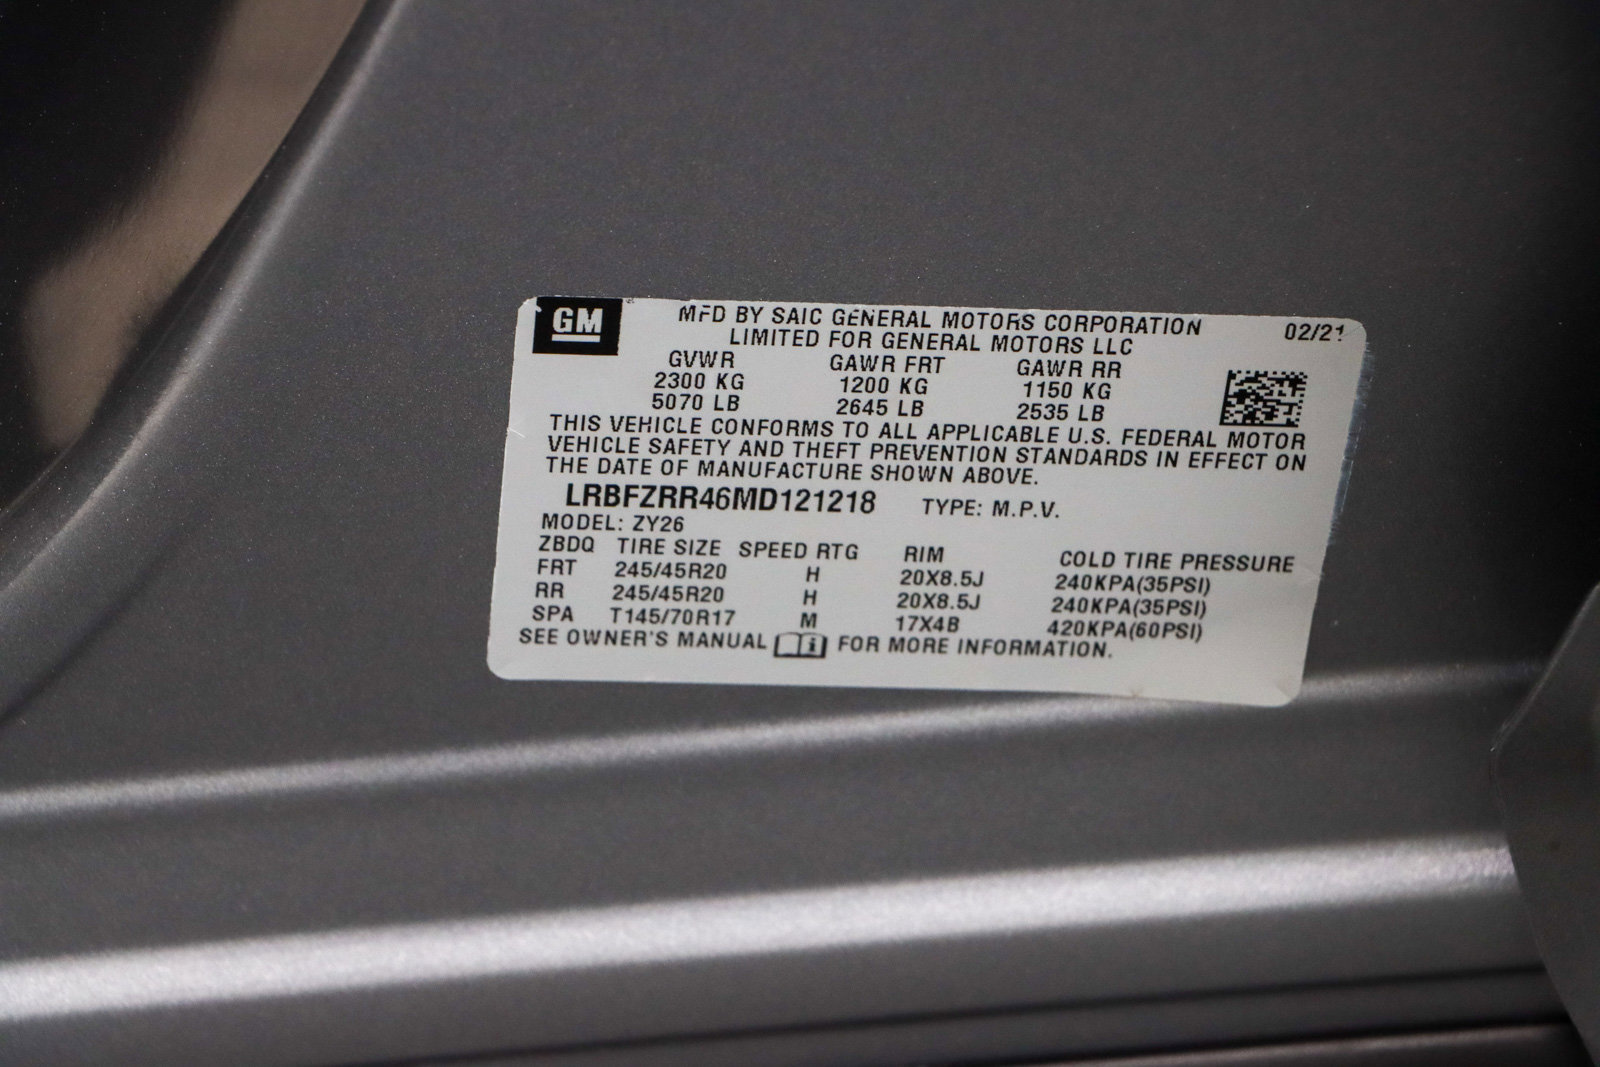 GM
MFD BY SAIC GENERAL MOTORS CORPORATION 02/21
LIMITED FOR GENERAL MOTORS LLC
GVWR GAWR FRT GAWR RR
2300 KG 1200 KG 1150 KG
5070 LB 2645 LB 2535 LB
THIS VEHICLE CONFORMS TO ALL APPLICABLE U.S. FEDERAL MOTOR
VEHICLE SAFETY AND THEFT PREVENTION STANDARDS IN EFFECT ON
THE DATE OF MANUFACTURE SHOWN ABOVE.
LRBFZRR46MD121218 TYPE: M.P.V.
MODEL: ZY26
ZBDQ TIRE SIZE SPEED RTG RIM COLD TIRE PRESSURE
FRT 245/45R20 H 20X8.5J 240KPA(35PSI)
RR 245/45R20 H 20X8.5J 240KPA(35PSI)
SPA T145/70R17 M 17X4B 420KPA(60PSI)
SEE OWNER'S MANUAL i FOR MORE INFORMATION.